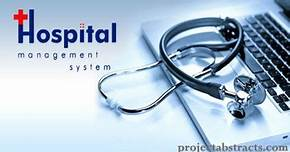 Hospital
management
system
projectabstracts.com